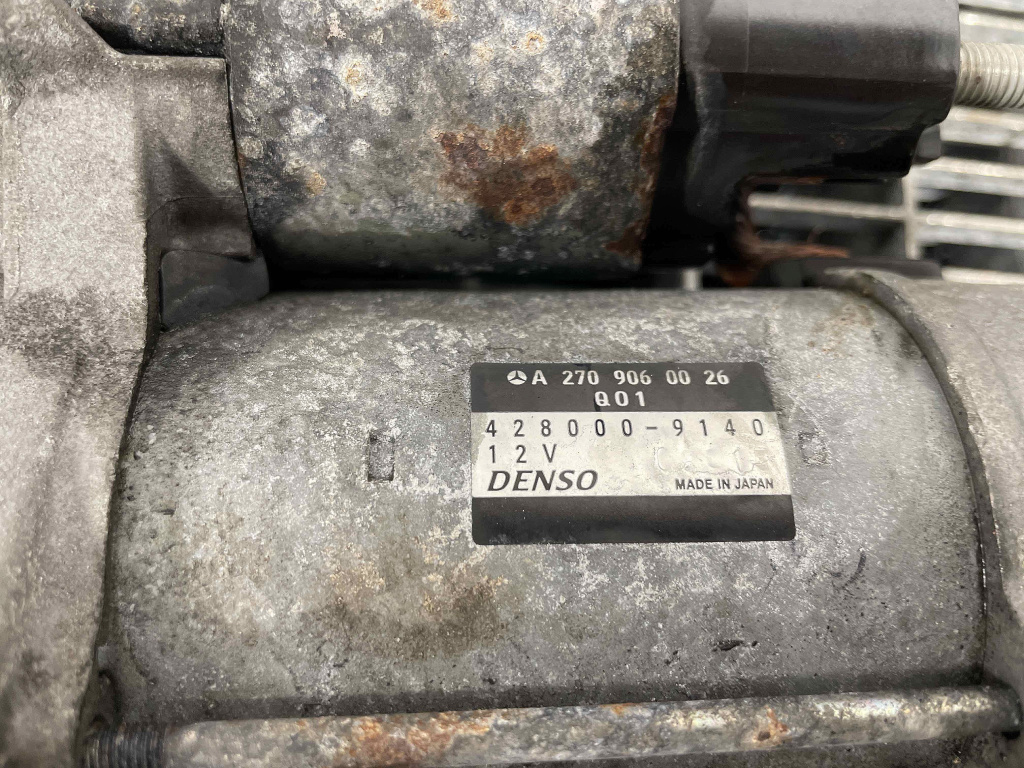 A 270 906 00 26
Q01
428000-9140
12V
DENSO
MADE IN JAPAN